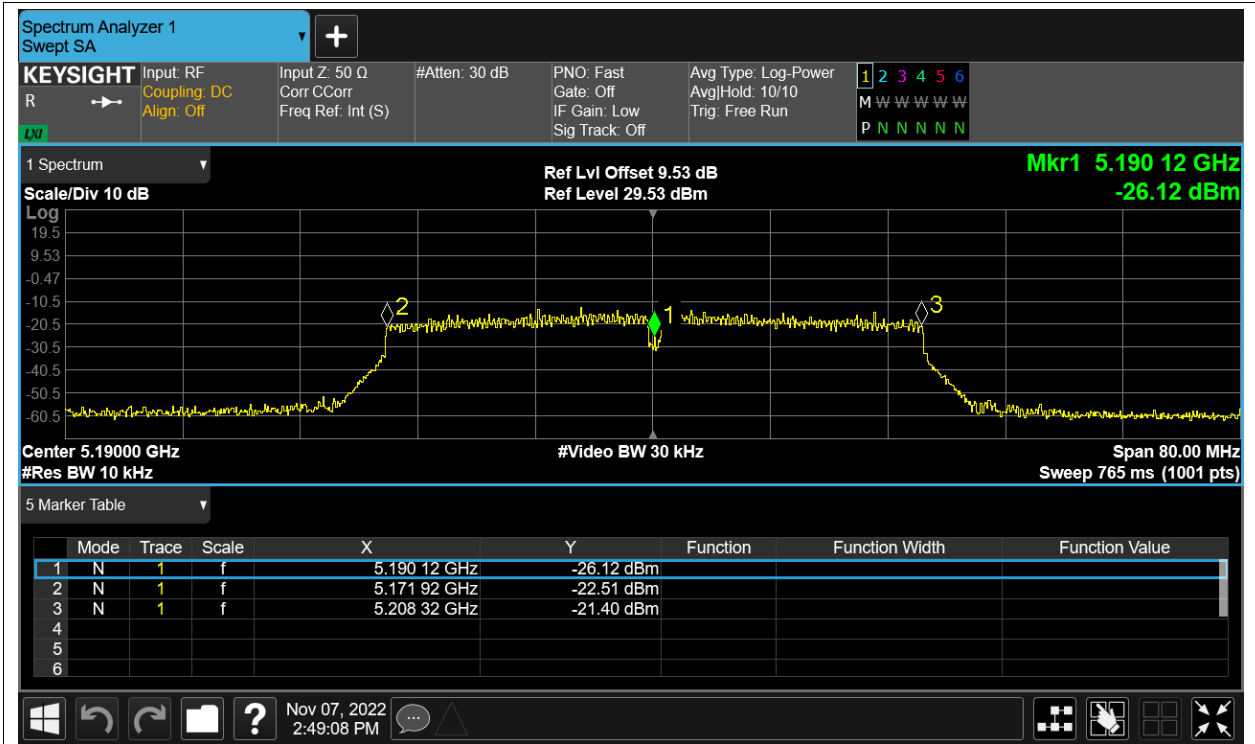 Spectrum Analyzer 1
Swept SA
KEYSIGHT
R
LXI
Input: RF
Coupling: DC
Align: Off
Input Z: 50 Ω
Corr CCorr
Freq Ref: Int (S)
#Atten: 30 dB
PNO: Fast
Gate: Off
IF Gain: Low
Sig Track: Off
Avg Type: Log-Power
Avg|Hold: 10/10
Trig: Free Run
1 2 3 4 5 6
M W W W W W
P N N N N N
1 Spectrum
Scale/Div 10 dB
Ref Lvl Offset 9.53 dB
Ref Level 29.53 dBm
Mkr1 5.190 12 GHz
-26.12 dBm
Log
19.5
9.53
-0.47
-10.5
-20.5
-30.5
-40.5
-50.5
-60.5
2
1
3
Center 5.19000 GHz
#Res BW 10 kHz
#Video BW 30 kHz
Span 80.00 MHz
Sweep 765 ms (1001 pts)
5 Marker Table
Mode Trace Scale X Y Function Function Width Function Value
1 N 1 f 5.190 12 GHz -26.12 dBm
2 N 1 f 5.171 92 GHz -22.51 dBm
3 N 1 f 5.208 32 GHz -21.40 dBm
4
5
6
?
Nov 07, 2022
2:49:08 PM